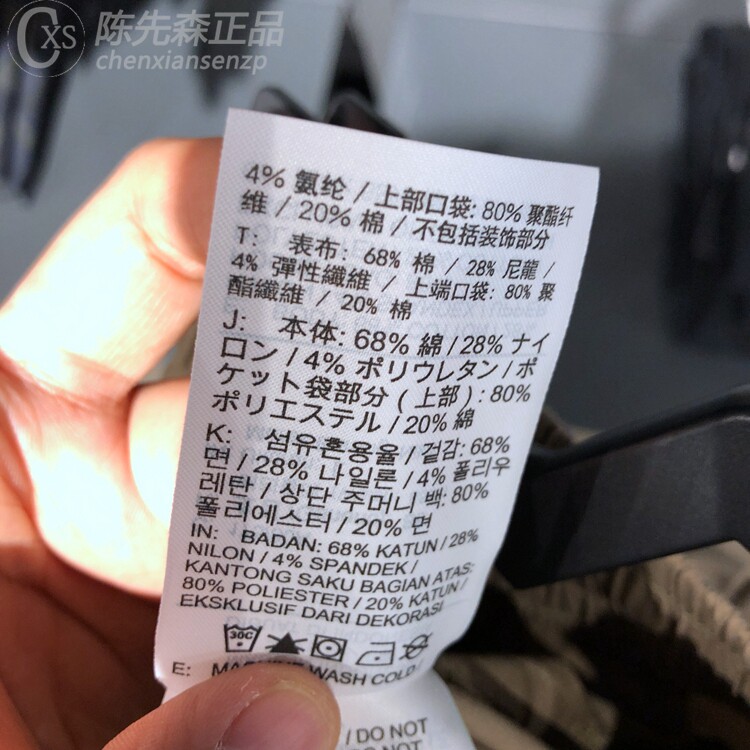 CXS 陈先森正品
chenxiansenzp
4% 氨纶 / 上部口袋: 80% 聚酯纤
维 / 20% 棉 / 不包括装饰部分
T: 表布: 68% 棉 / 28% 尼龍 /
4% 彈性纖維 / 上端口袋: 80% 聚
酯纖維 / 20% 棉
J: 本体: 68% 綿 / 28% ナイ
ロン / 4% ポリウレタン / ポ
ケット袋部分 ( 上部 ) : 80%
ポリエステル / 20% 綿
K: 섬유혼용율 / 겉감: 68%
면 / 28% 나일론 / 4% 폴리우
레탄 / 상단 주머니 백: 80%
폴리에스터 / 20% 면
IN: BADAN: 68% KATUN / 28%
NILON / 4% SPANDEK /
KANTONG SAKU BAGIAN ATAS:
80% POLIESTER / 20% KATUN /
EKSKLUSIF DARI DEKORASI
30C
E: MACHINE WASH COLD /
/ DO NOT
DO NOT